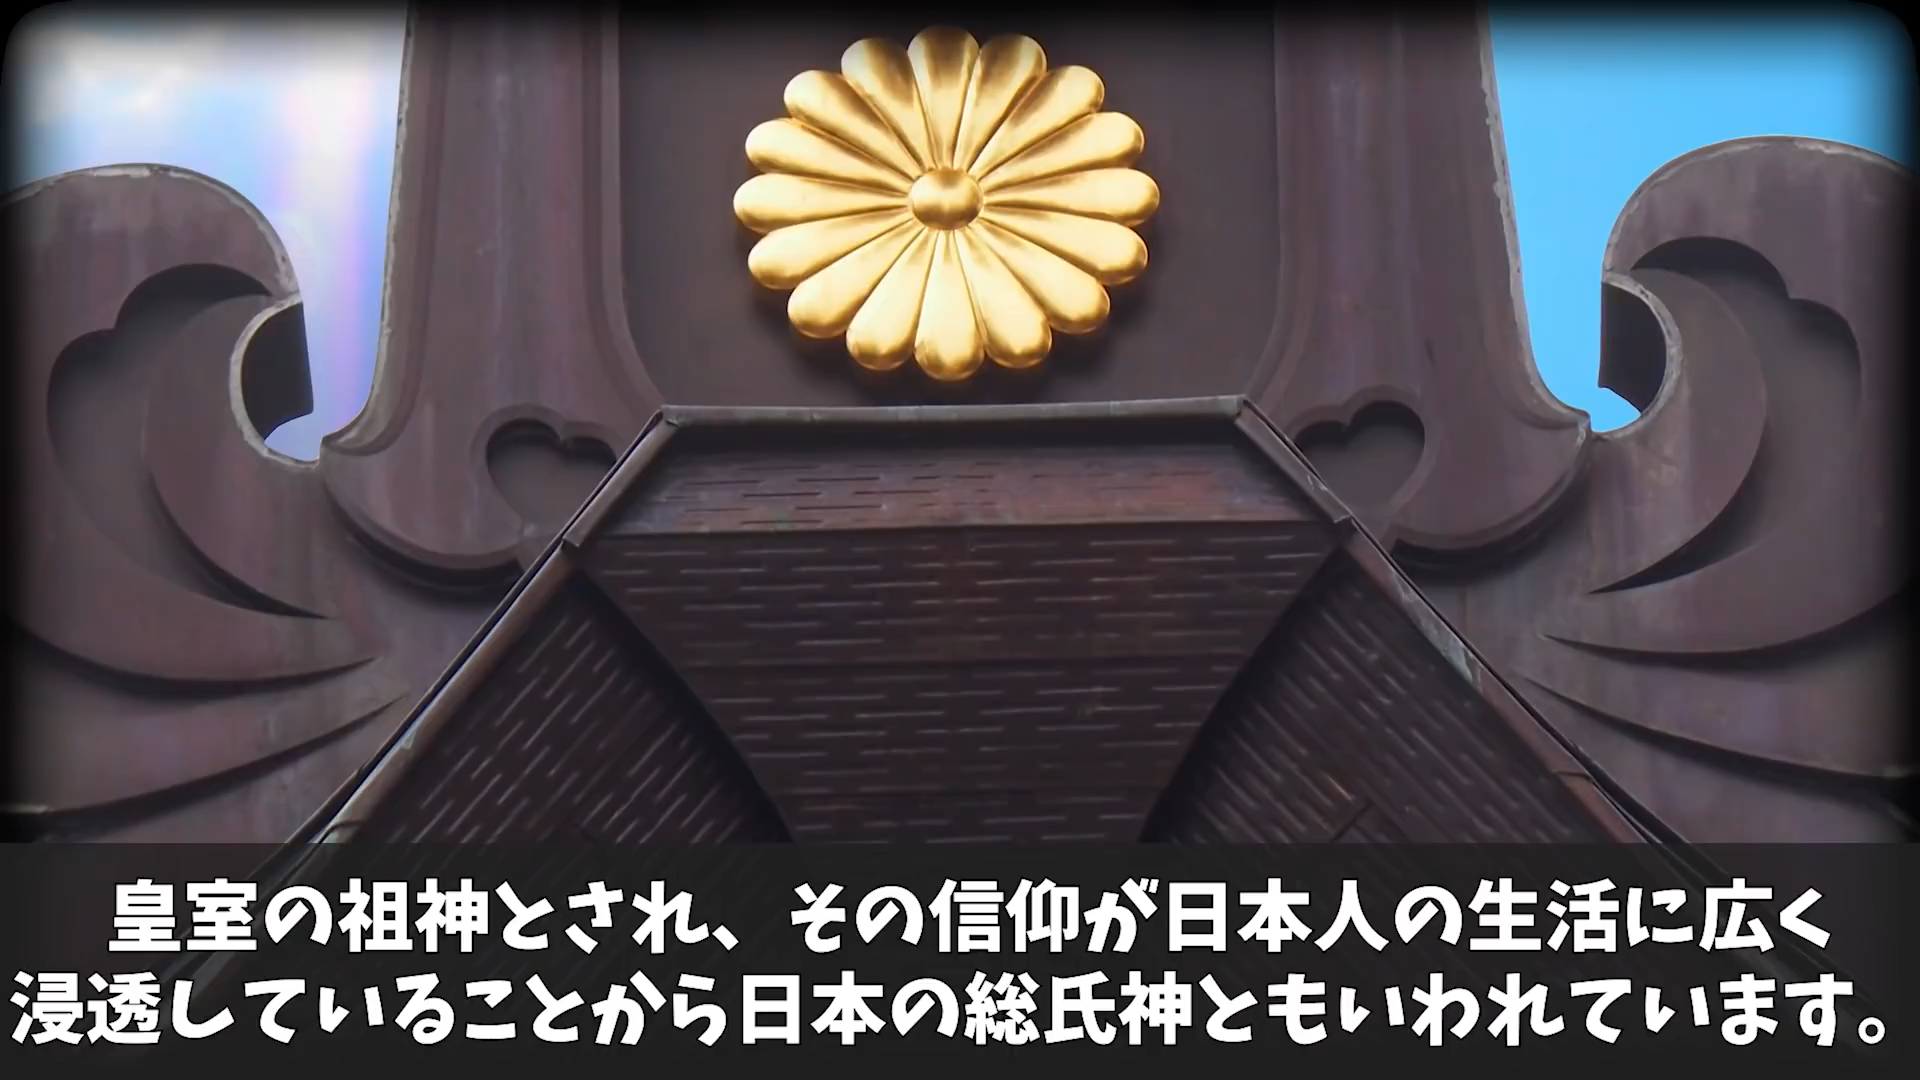 皇室の祖神とされ、その信仰が日本人の生活に広く
浸透していることから日本の総氏神ともいわれています。